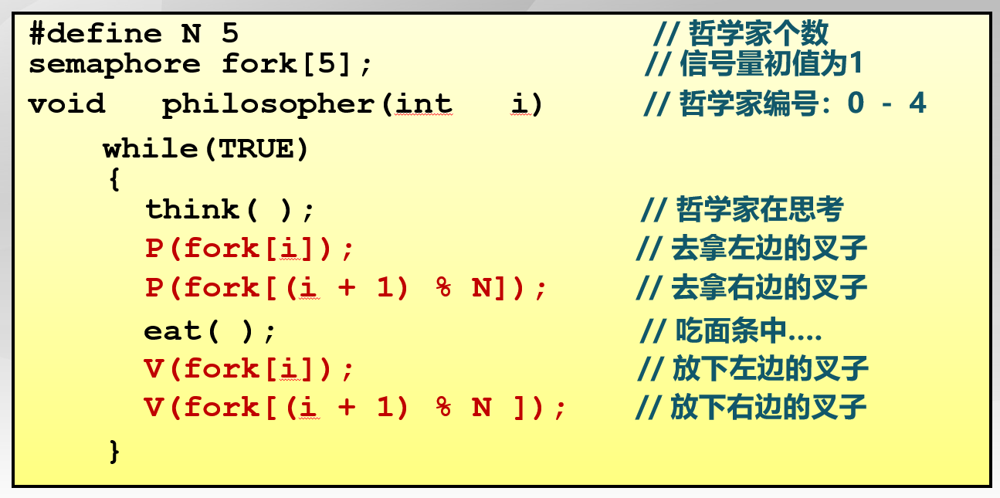 #define N 5 // 哲学家个数
semaphore fork[5]; // 信号量初值为1
void philosopher(int i) // 哲学家编号：0 - 4
while(TRUE)
{
think( ); // 哲学家在思考
P(fork[i]); // 去拿左边的叉子
P(fork[(i + 1) % N]); // 去拿右边的叉子
eat( ); // 吃面条中....
V(fork[i]); // 放下左边的叉子
V(fork[(i + 1) % N ]); // 放下右边的叉子
}